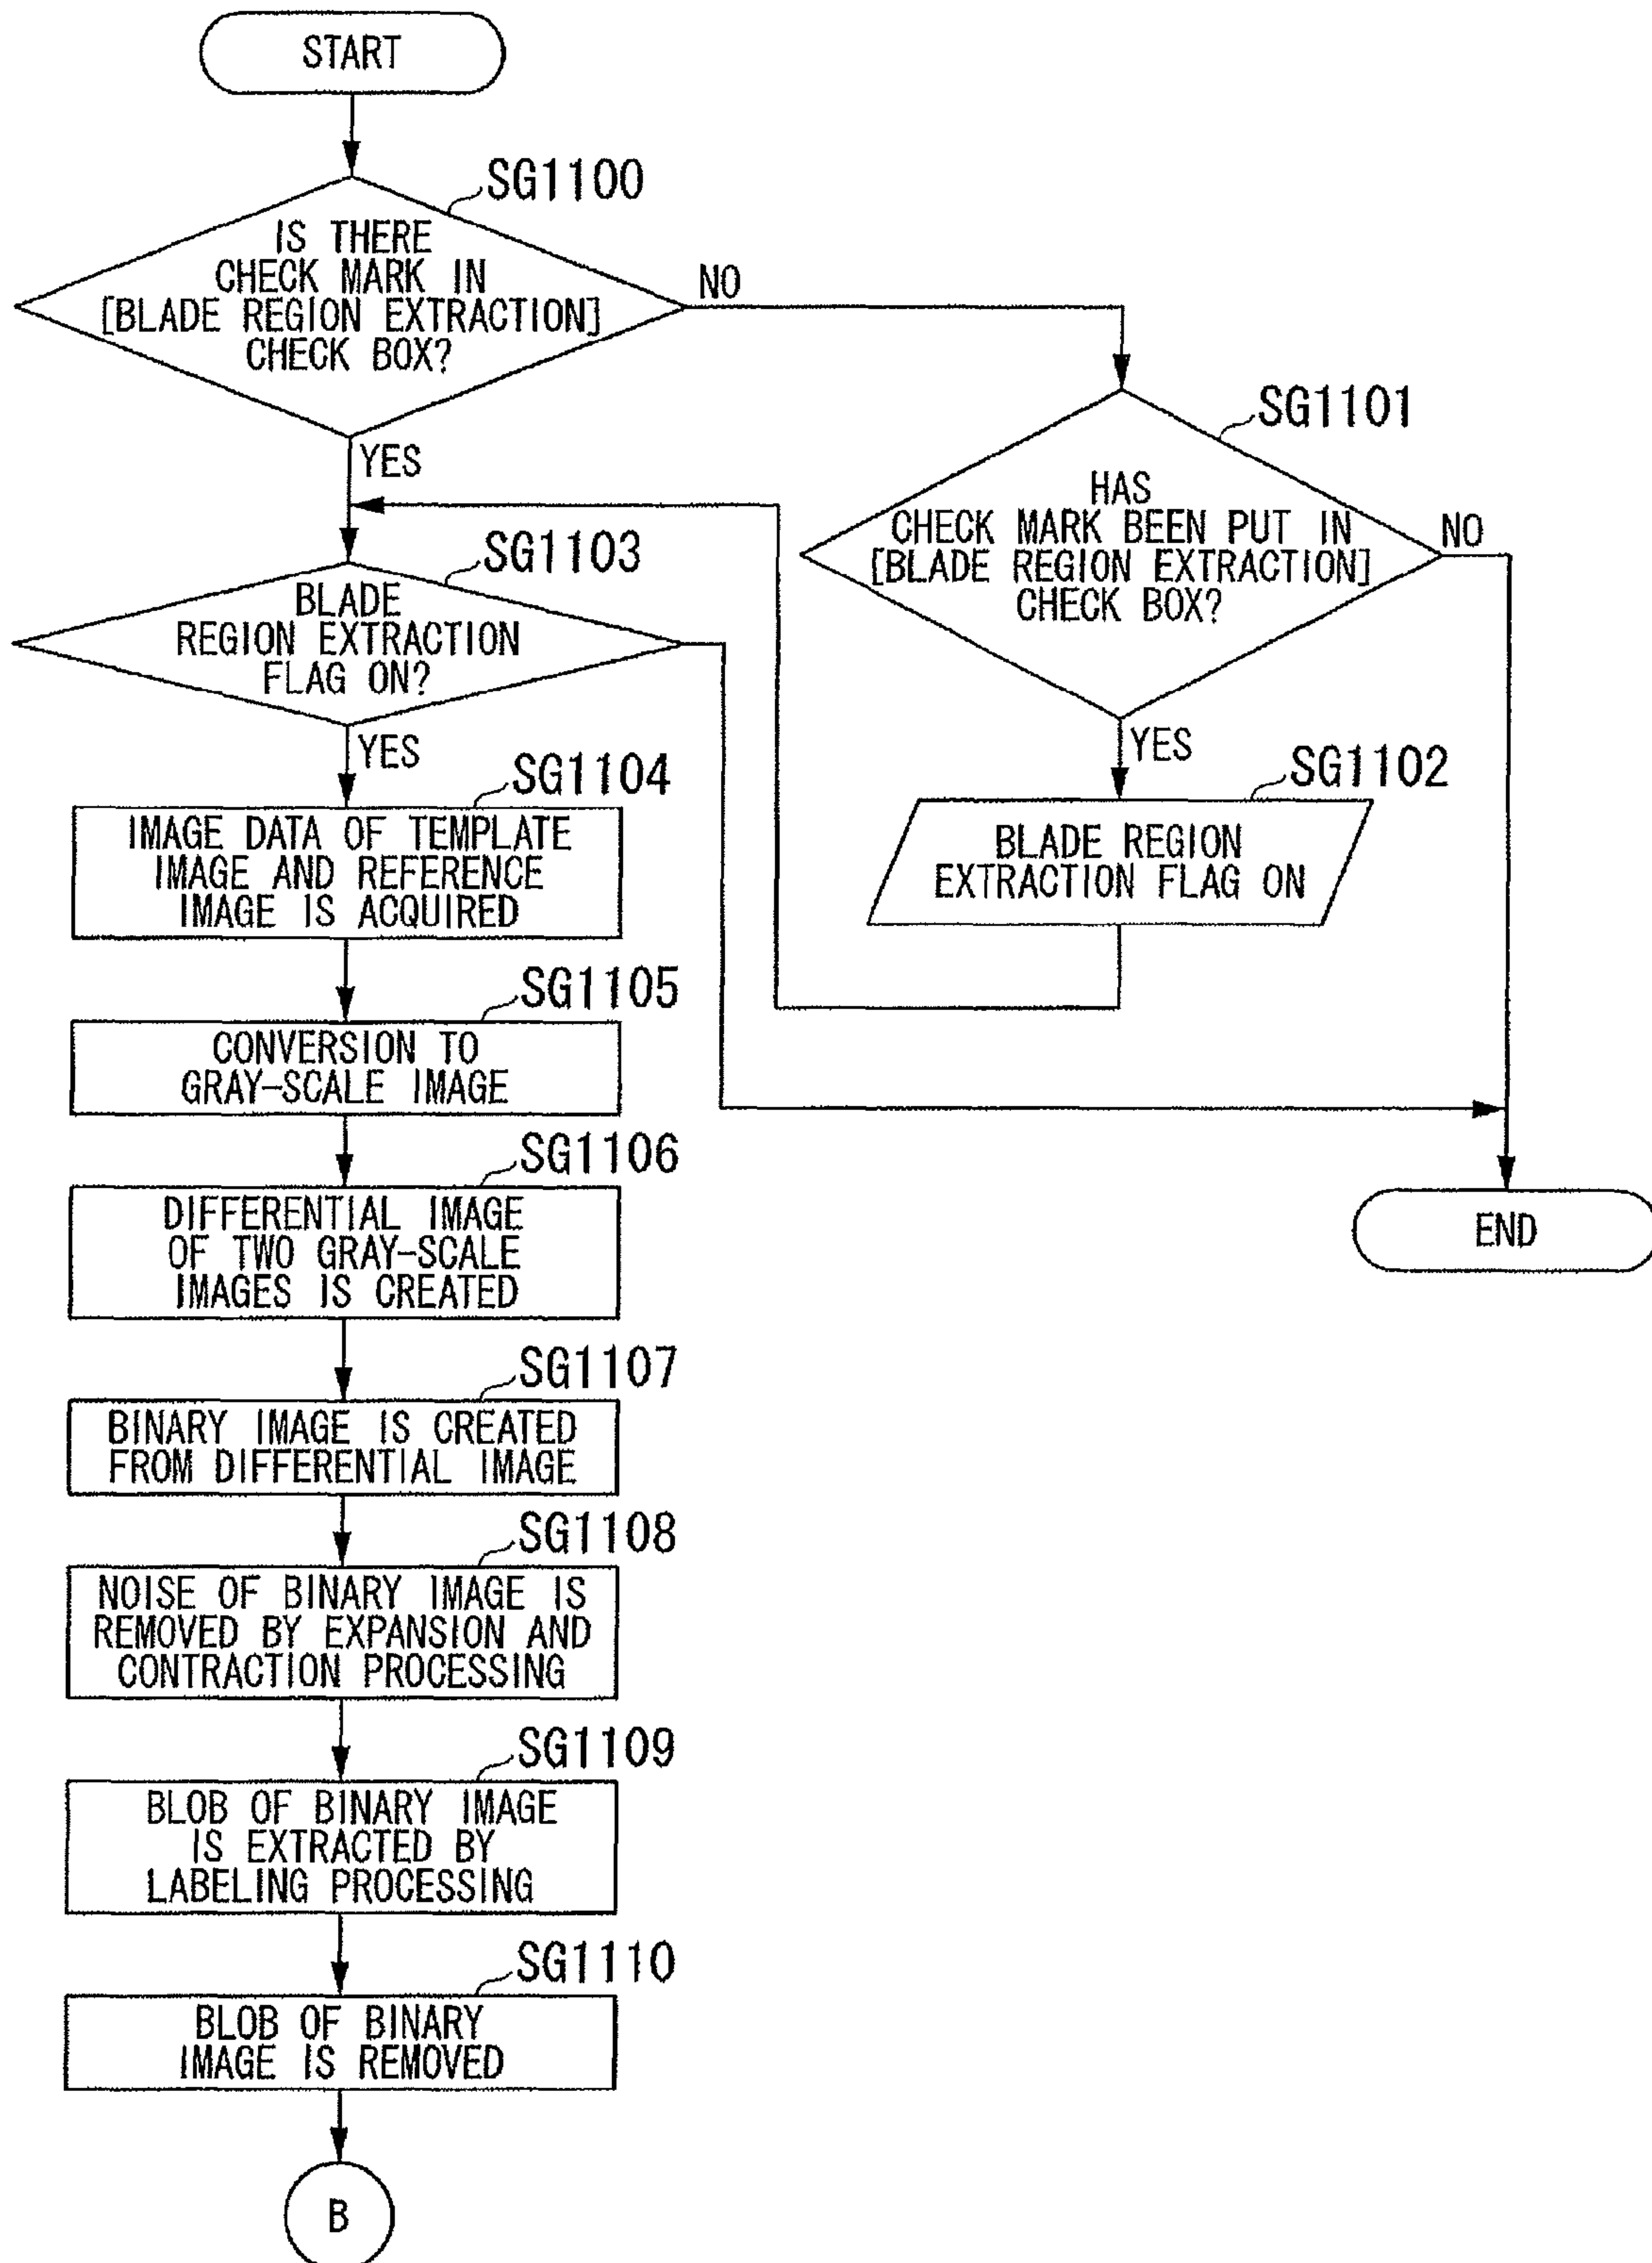 START
SG1100
IS THERE
CHECK MARK IN
[BLADE REGION EXTRACTION]
CHECK BOX?
NO
YES
SG1101
HAS
CHECK MARK BEEN PUT IN
[BLADE REGION EXTRACTION]
CHECK BOX?
NO
YES
SG1102
BLADE REGION
EXTRACTION FLAG ON
SG1103
BLADE
REGION EXTRACTION
FLAG ON?
YES
SG1104
IMAGE DATA OF TEMPLATE
IMAGE AND REFERENCE
IMAGE IS ACQUIRED
SG1105
CONVERSION TO
GRAY-SCALE IMAGE
SG1106
DIFFERENTIAL IMAGE
OF TWO GRAY-SCALE
IMAGES IS CREATED
END
SG1107
BINARY IMAGE IS CREATED
FROM DIFFERENTIAL IMAGE
SG1108
NOISE OF BINARY IMAGE IS
REMOVED BY EXPANSION AND
CONTRACTION PROCESSING
SG1109
BLOB OF BINARY IMAGE
IS EXTRACTED BY
LABELING PROCESSING
SG1110
BLOB OF BINARY
IMAGE IS REMOVED
B